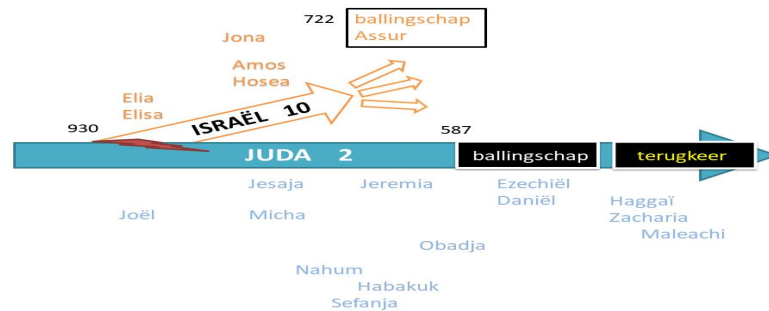 722
ballingschap
Assur
Jona
Amos
Hosea
Elia
Elisa
ISRAËL 10
930
587
JUDA 2
ballingschap
terugkeer
Jesaja
Jeremia
Ezechiël
Daniël
Joël
Micha
Haggaï
Zacharia
Maleachi
Obadja
Nahum
Habakuk
Sefanja